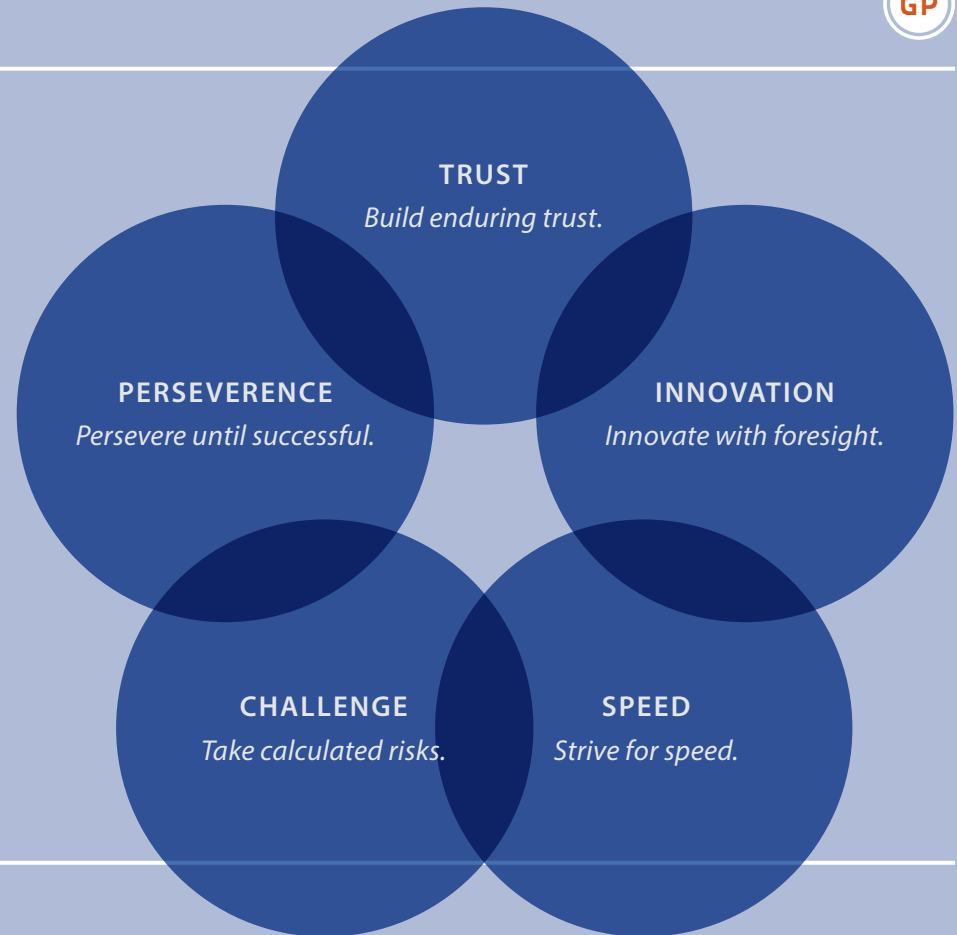 GP
TRUST
Build enduring trust.
PERSEVERENCE
Persevere until successful.
INNOVATION
Innovate with foresight.
CHALLENGE
Take calculated risks.
SPEED
Strive for speed.